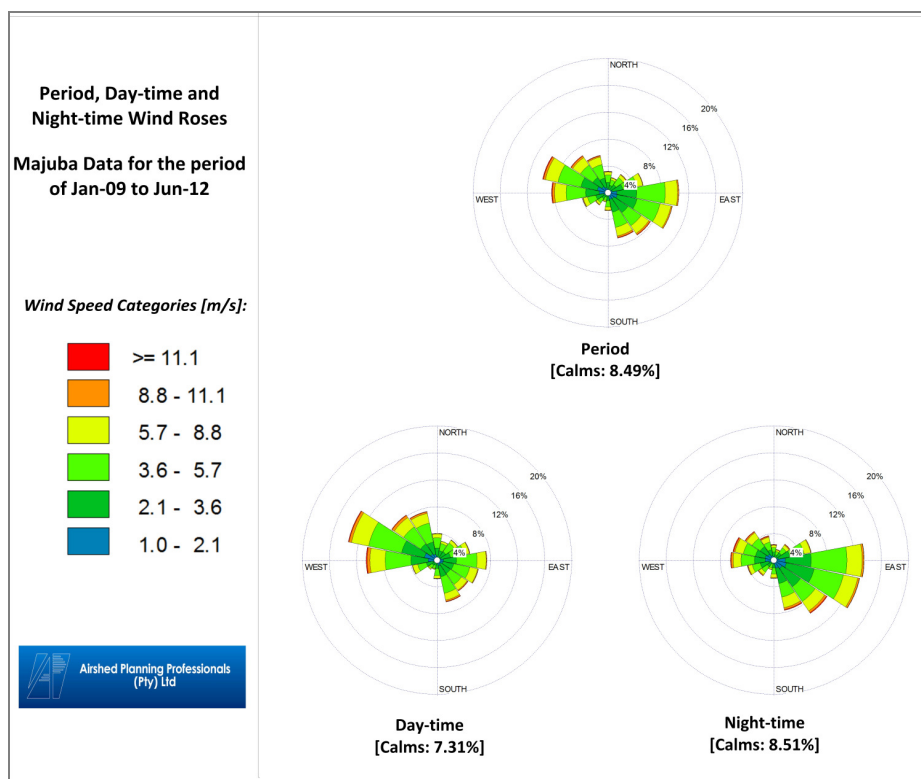 Period, Day-time and
Night-time Wind Roses
Majuba Data for the period
of Jan-09 to Jun-12
Wind Speed Categories [m/s]:
>= 11.1
8.8 - 11.1
5.7 - 8.8
3.6 - 5.7
2.1 - 3.6
1.0 - 2.1
Airshed Planning Professionals
(Pty) Ltd
NORTH
20%
16%
12%
8%
4%
WEST
EAST
SOUTH
Period
[Calms: 8.49%]
NORTH
20%
16%
12%
8%
4%
WEST
EAST
SOUTH
Day-time
[Calms: 7.31%]
NORTH
20%
16%
12%
8%
4%
WEST
EAST
SOUTH
Night-time
[Calms: 8.51%]